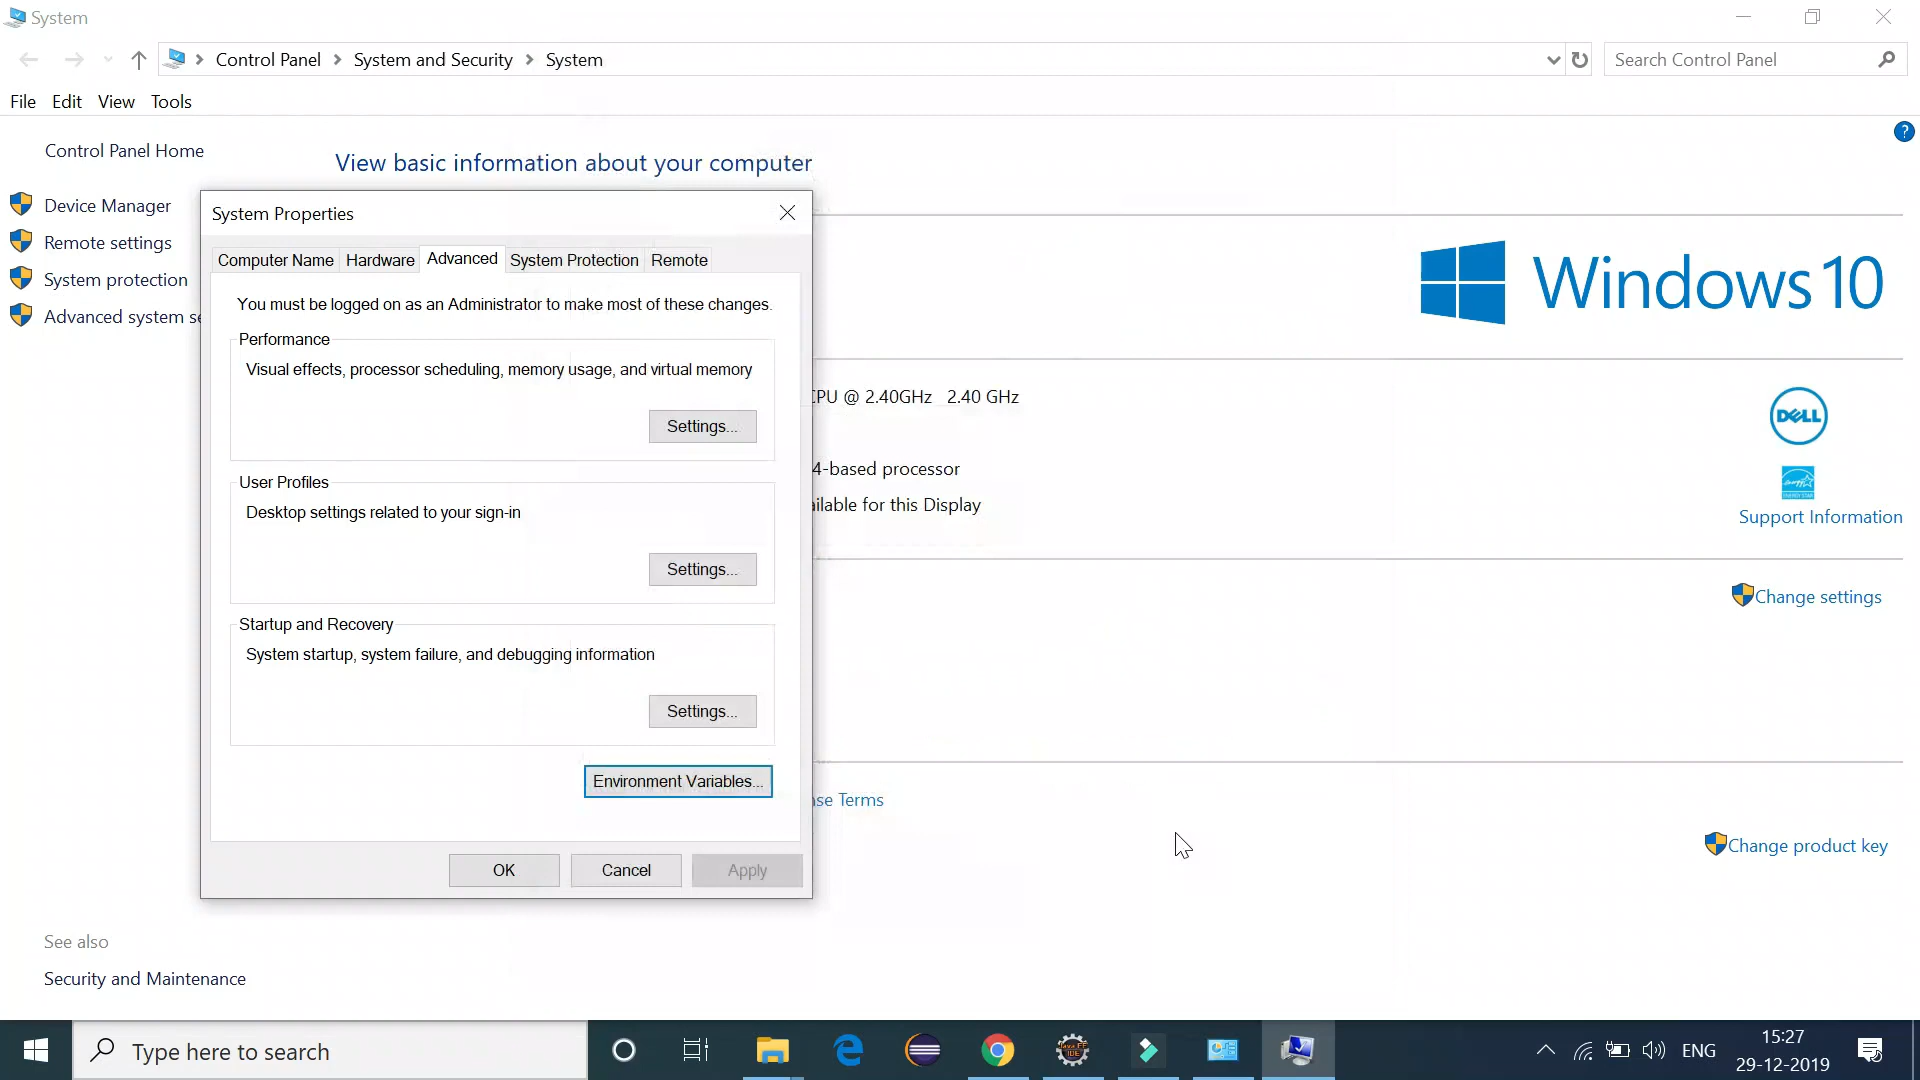 System
Control Panel > System and Security > System
Search Control Panel
File Edit View Tools
?
Control Panel Home
View basic information about your computer
Device Manager
Remote settings
System protection
Advanced system se
System Properties
Computer Name Hardware Advanced System Protection Remote
You must be logged on as an Administrator to make most of these changes.
Performance
Visual effects, processor scheduling, memory usage, and virtual memory
Settings...
User Profiles
Desktop settings related to your sign-in
Settings...
Startup and Recovery
System startup, system failure, and debugging information
Settings...
Environment Variables...
OK Cancel Apply
Windows 10
CPU @ 2.40GHz 2.40 GHz
4-based processor
ailable for this Display
DELL
Support Information
Change settings
nse Terms
Change product key
See also
Security and Maintenance
Type here to search
ENG
15:27
29-12-2019